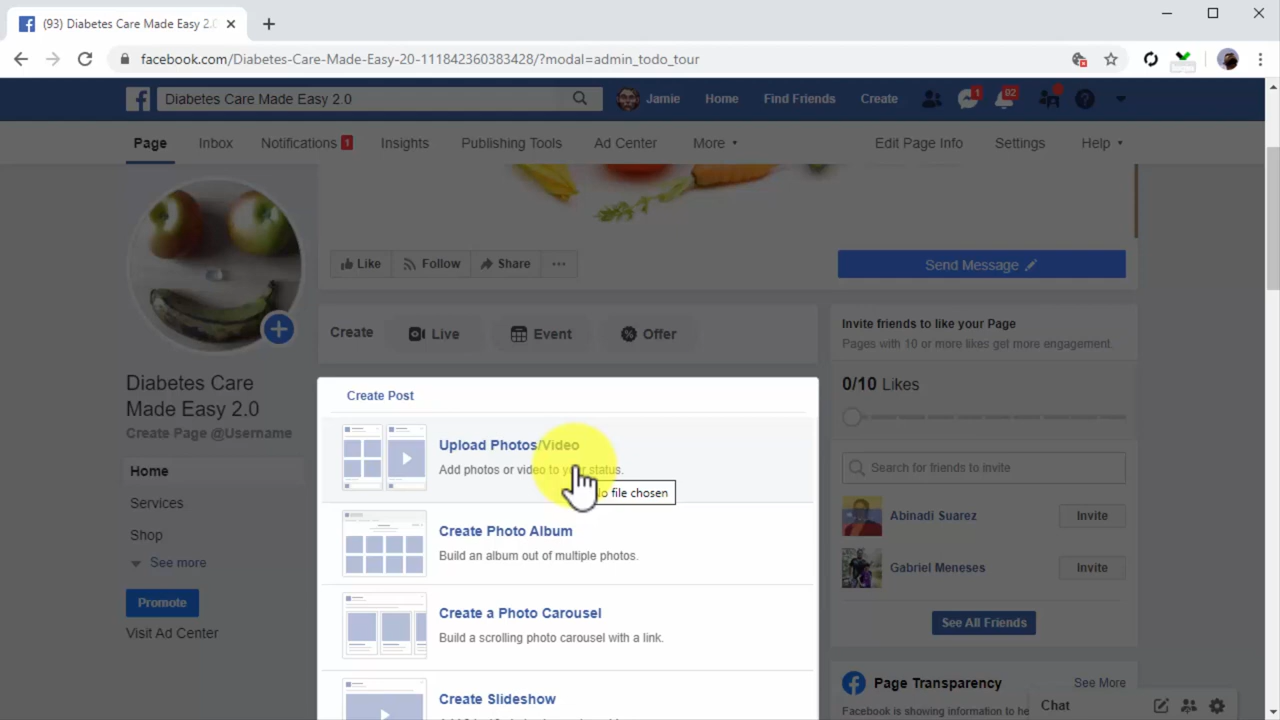 (93) Diabetes Care Made Easy 2.0
facebook.com/Diabetes-Care-Made-Easy-20-111842360383428/?modal=admin_todo_tour
Diabetes Care Made Easy 2.0
Jamie
Home
Find Friends
Create
1
92
Page
Inbox
Notifications 1
Insights
Publishing Tools
Ad Center
More
Edit Page Info
Settings
Help
Like
Follow
Share
Send Message
Create
Live
Event
Offer
Diabetes Care
Made Easy 2.0
Create Page @Username
Home
Services
Shop
See more
Promote
Visit Ad Center
Create Post
Upload Photos/Video
Add photos or video to your status.
file chosen
Create Photo Album
Build an album out of multiple photos.
Create a Photo Carousel
Build a scrolling photo carousel with a link.
Create Slideshow
Invite friends to like your Page
Pages with 10 or more likes get more engagement.
0/10 Likes
Search for friends to invite
Abinadi Suarez
Invite
Gabriel Meneses
Invite
See All Friends
Page Transparency
See More
Facebook is showing information to
Chat